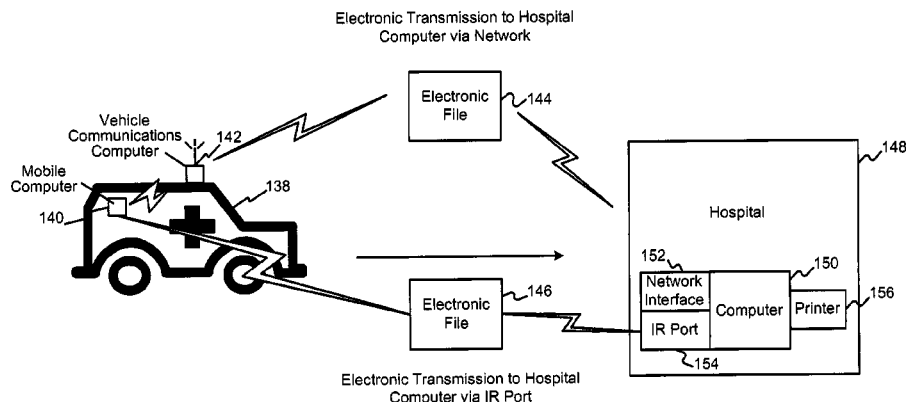 Electronic Transmission to Hospital
Computer via Network
Electronic
File
144
Vehicle
Communications
Computer
142
Mobile
Computer
140
138
148
Hospital
152
150
Network
Interface
Computer
Printer
156
IR Port
154
Electronic
File
146
Electronic Transmission to Hospital
Computer via IR Port